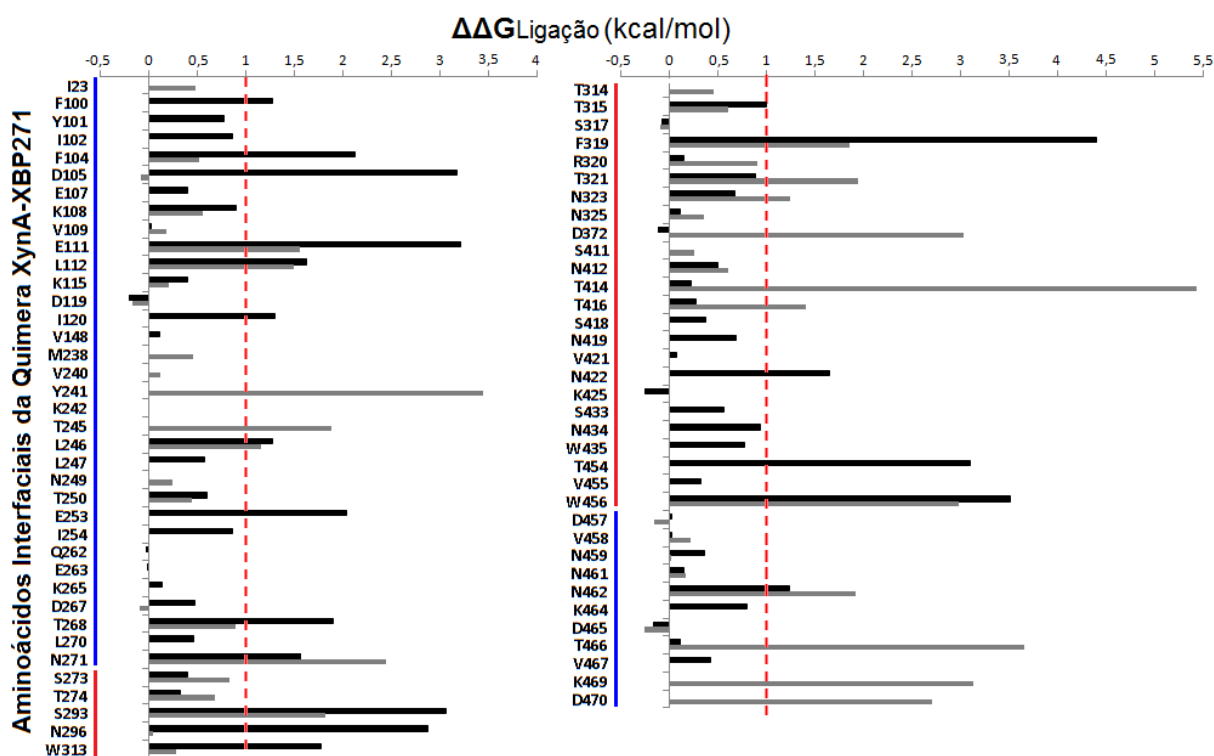 ΔΔGLigação (kcal/mol)
-0,5 0 0,5 1 1,5 2 2,5 3 3,5 4
-0,5 0 0,5 1 1,5 2 2,5 3 3,5 4 4,5 5 5,5
Aminoácidos Interfaciais da Quimera XynA-XBP271
I23
F100
Y101
I102
F104
D105
E107
K108
V109
E111
L112
K115
D119
I120
V148
M238
V240
Y241
K242
T245
L246
L247
N249
T250
E253
I254
Q262
E263
K265
D267
T268
L270
N271
S273
T274
S293
N296
W313
T314
T315
S317
F319
R320
T321
N323
N325
D372
S411
N412
T414
T416
S418
N419
V421
N422
K425
S433
N434
W435
T454
V455
W456
D457
V458
N459
N461
N462
K464
D465
T466
V467
K469
D470